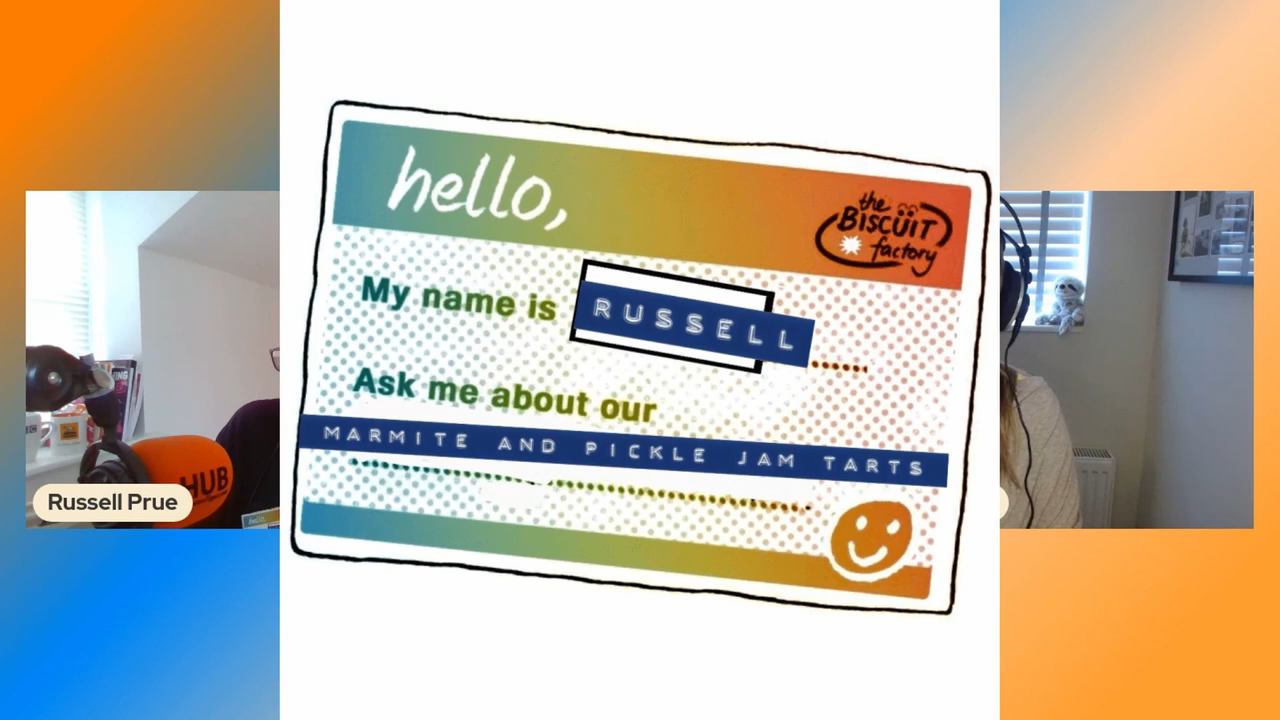 hello,
the
BISCUIT
factory
My name is RUSSELL
Ask me about our
MARMITE AND PICKLE JAM TARTS
HUB
Russell Prue